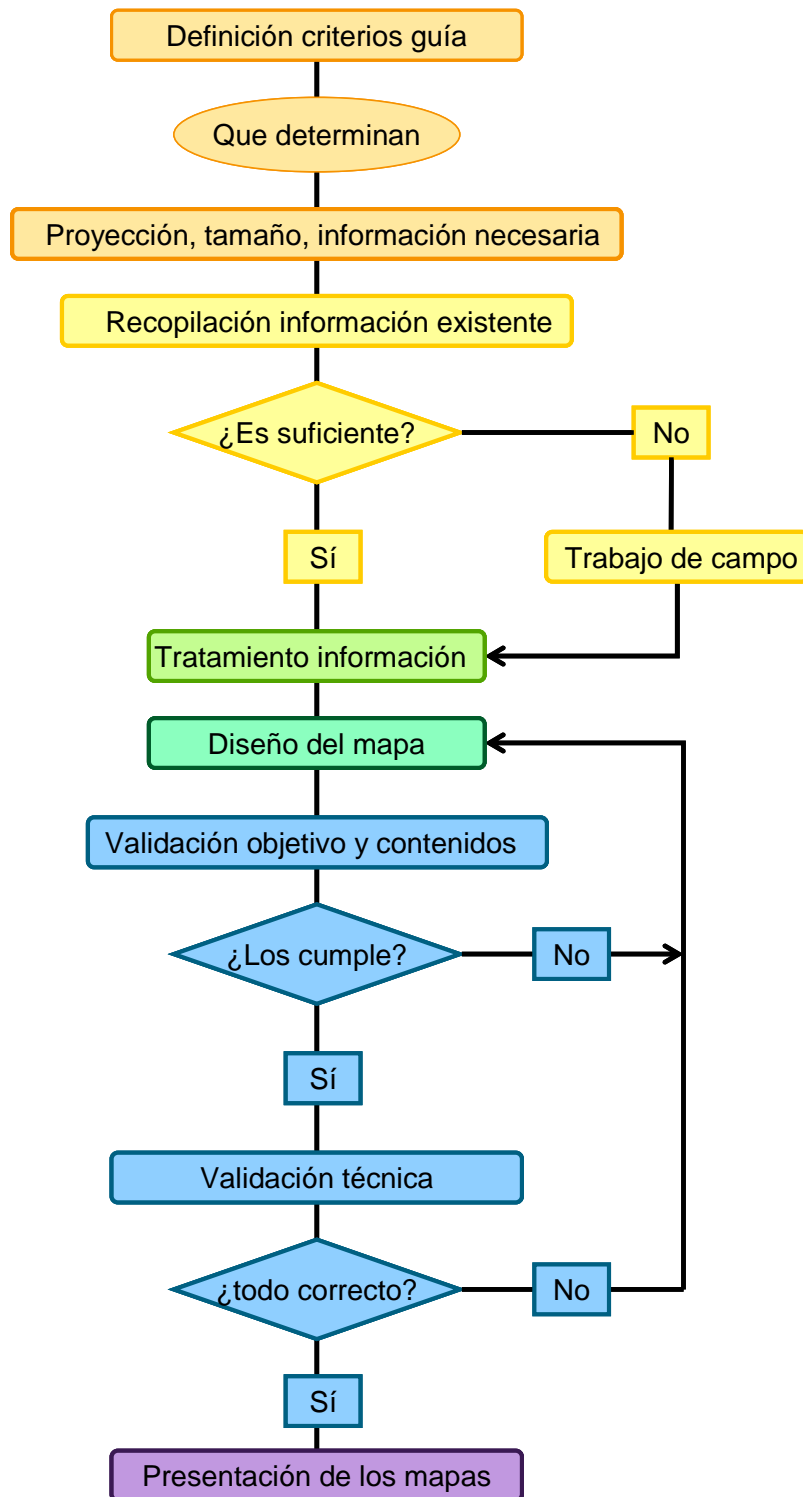 Definición criterios guía
Que determinan
Proyección, tamaño, información necesaria
Recopilación información existente
¿Es suficiente?
No
Sí
Trabajo de campo
Tratamiento información
Diseño del mapa
Validación objetivo y contenidos
¿Los cumple?
No
Sí
Validación técnica
¿todo correcto?
No
Sí
Presentación de los mapas